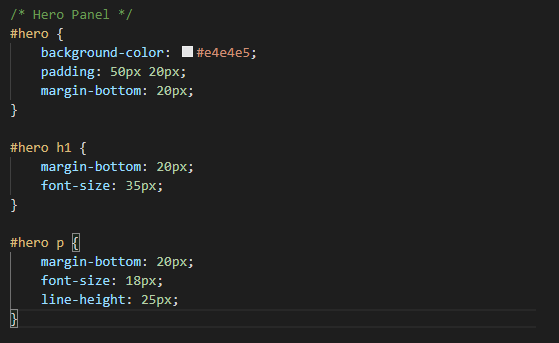 /* Hero Panel */
#hero {
    background-color: #e4e4e5;
    padding: 50px 20px;
    margin-bottom: 20px;
}

#hero h1 {
    margin-bottom: 20px;
    font-size: 35px;
}

#hero p {
    margin-bottom: 20px;
    font-size: 18px;
    line-height: 25px;
}